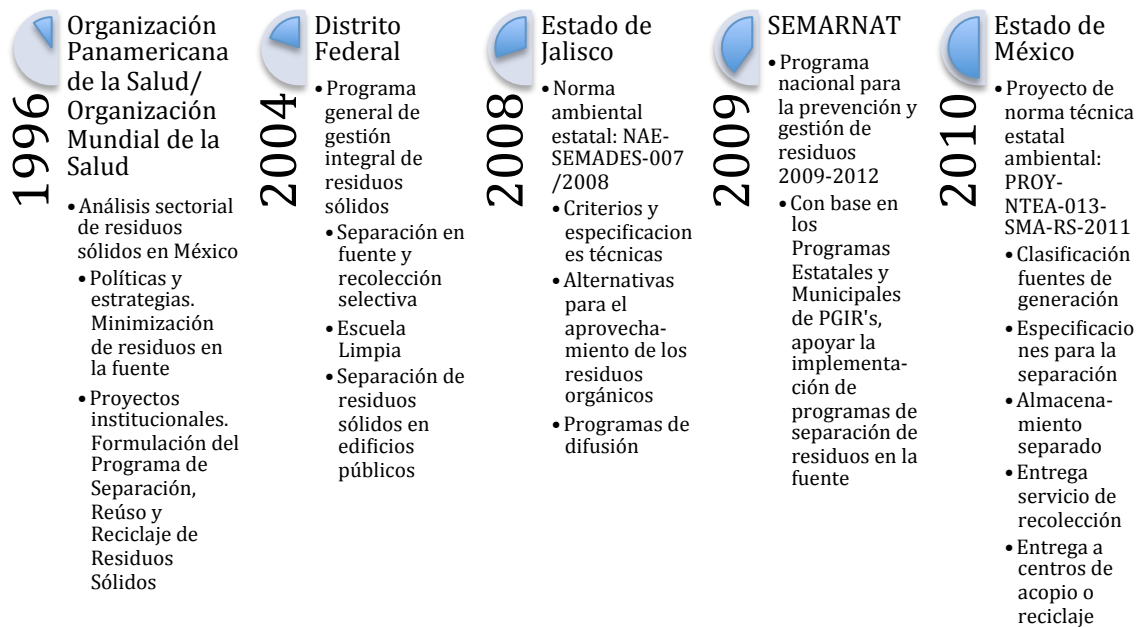 1996
Organización
Panamericana
de la Salud/
Organización
Mundial de la
Salud
•Análisis sectorial
de residuos
sólidos en México
•Políticas y
estrategias.
Minimización
de residuos en
la fuente
•Proyectos
institucionales.
Formulación del
Programa de
Separación,
Reúso y
Reciclaje de
Residuos
Sólidos
2004
Distrito
Federal
•Programa
general de
gestión
integral de
residuos
sólidos
•Separación en
fuente y
recolección
selectiva
•Escuela
Limpia
•Separación de
residuos
sólidos en
edificios
públicos
2008
Estado de
Jalisco
•Norma
ambiental
estatal: NAE-
SEMADES-007
/2008
•Criterios y
especificacion
es técnicas
•Alternativas
para el
aprovecha-
miento de los
residuos
orgánicos
•Programas de
difusión
2009
SEMARNAT
•Programa
nacional para
la prevención y
gestión de
residuos
2009-2012
•Con base en
los
Programas
Estatales y
Municipales
de PGIR's,
apoyar la
implementa-
ción de
programas de
separación de
residuos en la
fuente
2010
Estado de
México
•Proyecto de
norma técnica
estatal
ambiental:
PROY-
NTEA-013-
SMA-RS-2011
•Clasificación
fuentes de
generación
•Especificacio
nes para la
separación
•Almacena-
miento
separado
•Entrega
servicio de
recolección
•Entrega a
centros de
acopio o
reciclaje